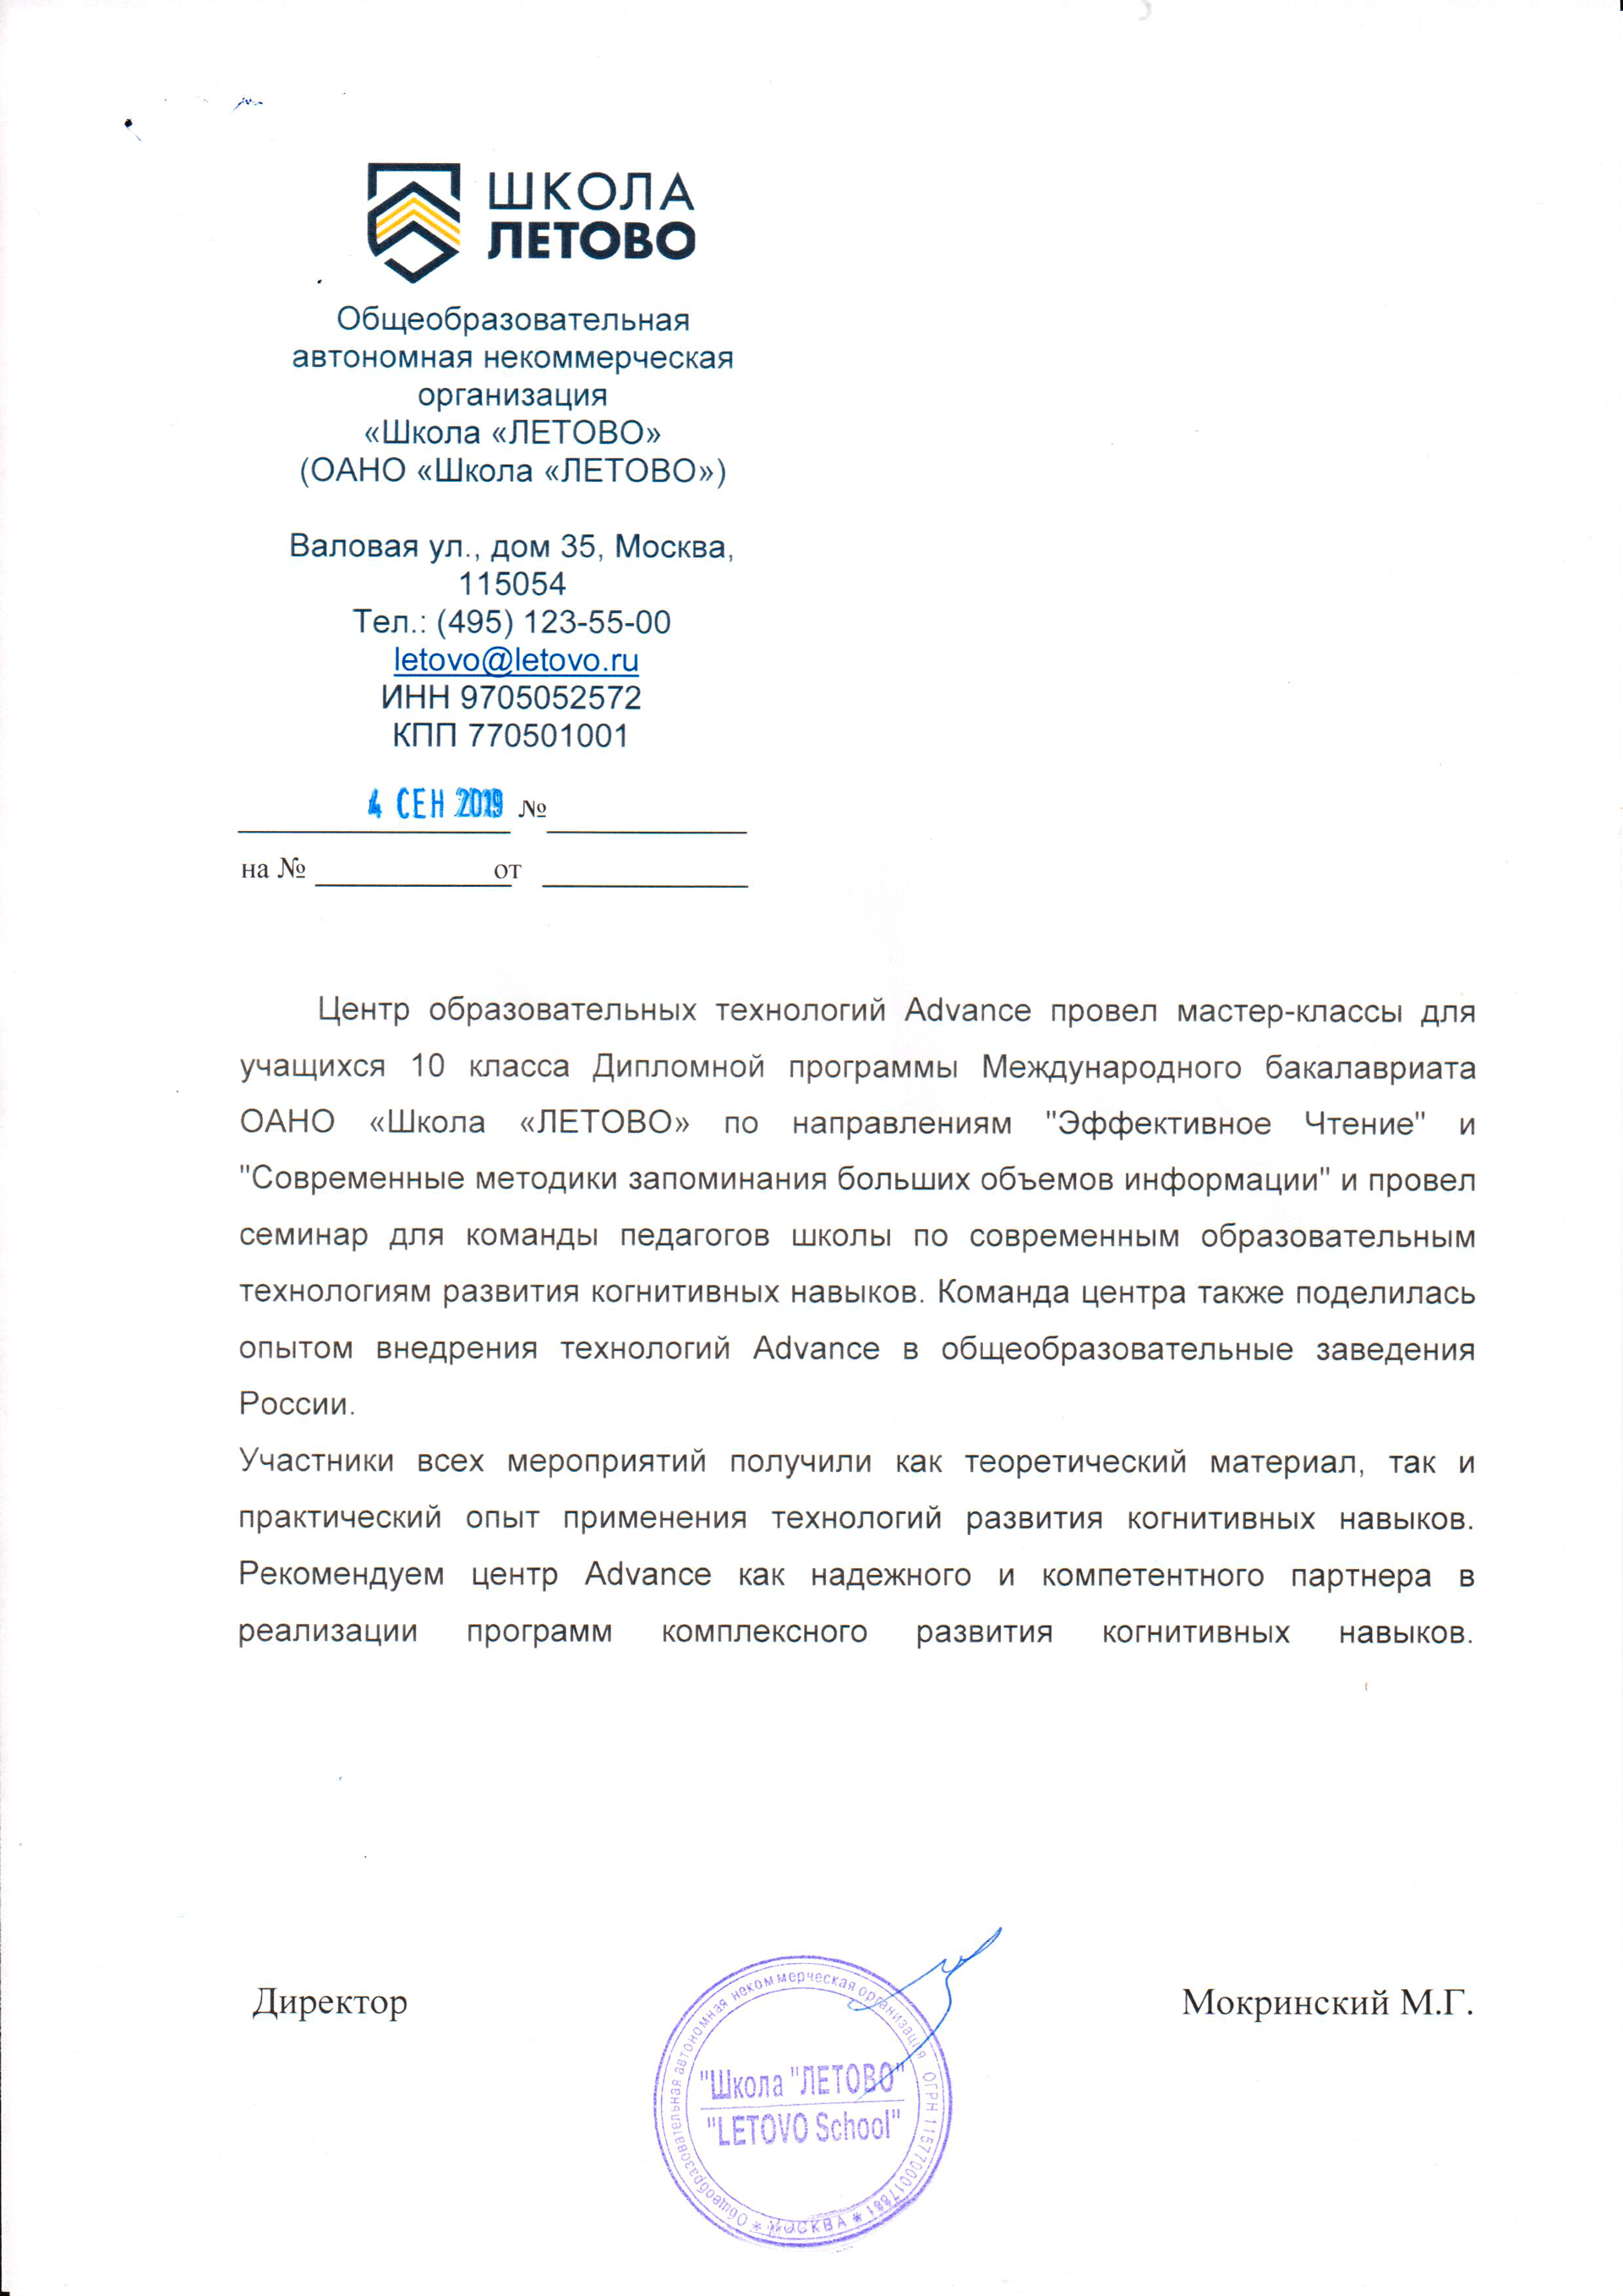 ШКОЛА
ЛЕТОВО
Общеобразовательная
автономная некоммерческая
организация
«Школа «ЛЕТОВО»
(ОАНО «Школа «ЛЕТОВО»)
Валовая ул., дом 35, Москва,
115054
Тел.: (495) 123-55-00
letovo@letovo.ru
ИНН 9705052572
КПП 770501001
4 СЕН 2019 №
на № от
Центр образовательных технологий Advance провел мастер-классы для
учащихся 10 класса Дипломной программы Международного бакалавриата
ОАНО «Школа «ЛЕТОВО» по направлениям "Эффективное Чтение" и
"Современные методики запоминания больших объемов информации" и провел
семинар для команды педагогов школы по современным образовательным
технологиям развития когнитивных навыков. Команда центра также поделилась
опытом внедрения технологий Advance в общеобразовательные заведения
России.
Участники всех мероприятий получили как теоретический материал, так и
практический опыт применения технологий развития когнитивных навыков.
Рекомендуем центр Advance как надежного и компетентного партнера в
реализации программ комплексного развития когнитивных навыков.
Директор Мокринский М.Г.
Общеобразовательная автономная некоммерческая организация ОГРН 1157700017881
* МОСКВА *
"Школа "ЛЕТОВО"
"LETOVO School"